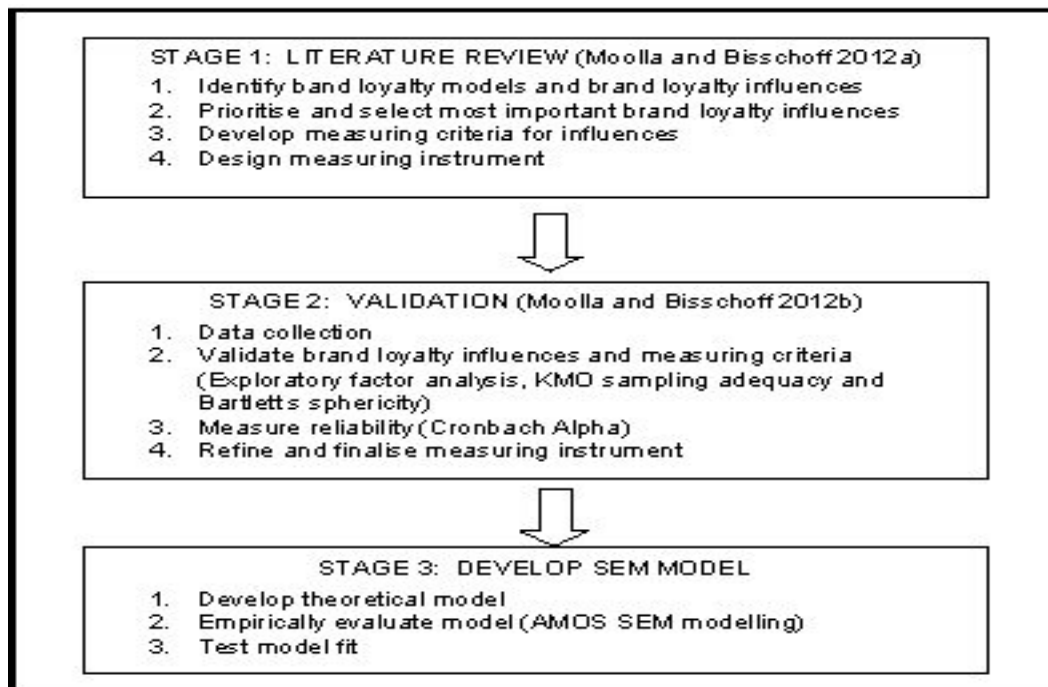 STAGE 1: LITERATURE REVIEW (Moolla and Bisschoff 2012a)
1. Identify band loyalty models and brand loyalty influences
2. Prioritise and select most important brand loyalty influences
3. Develop measuring criteria for influences
4. Design measuring instrument
STAGE 2: VALIDATION (Moolla and Bisschoff 2012b)
1. Data collection
2. Validate brand loyalty influences and measuring criteria
(Exploratory factor analysis, KMO sampling adequacy and
Bartletts sphericity)
3. Measure reliability (Cronbach Alpha)
4. Refine and finalise measuring instrument
STAGE 3: DEVELOP SEM MODEL
1. Develop theoretical model
2. Empirically evaluate model (AMOS SEM modelling)
3. Test model fit